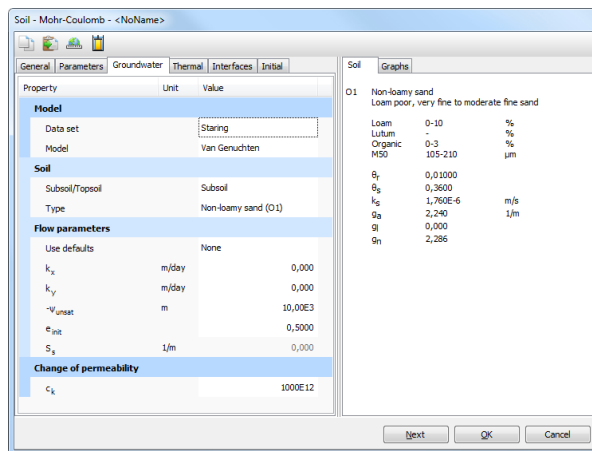 Soil - Mohr-Coulomb - <NoName>
General Parameters Groundwater Thermal Interfaces Initial
Property Unit Value
Model
Data set Staring
Model Van Genuchten
Soil
Subsoil/Topsoil Subsoil
Type Non-loamy sand (O1)
Flow parameters
Use defaults None
kx m/day 0,000
ky m/day 0,000
-ψunsat m 10,00E3
einit 0,5000
Ss 1/m 0,000
Change of permeability
ck 1000E12
Soil Graphs
O1 Non-loamy sand
Loam poor, very fine to moderate fine sand
Loam 0-10 %
Lutum - %
Organic 0-3 %
M50 105-210 µm
θr 0,01000
θs 0,3600
ks 1,760E-6 m/s
ga 2,240 1/m
gl 0,000
gn 2,286
Next OK Cancel